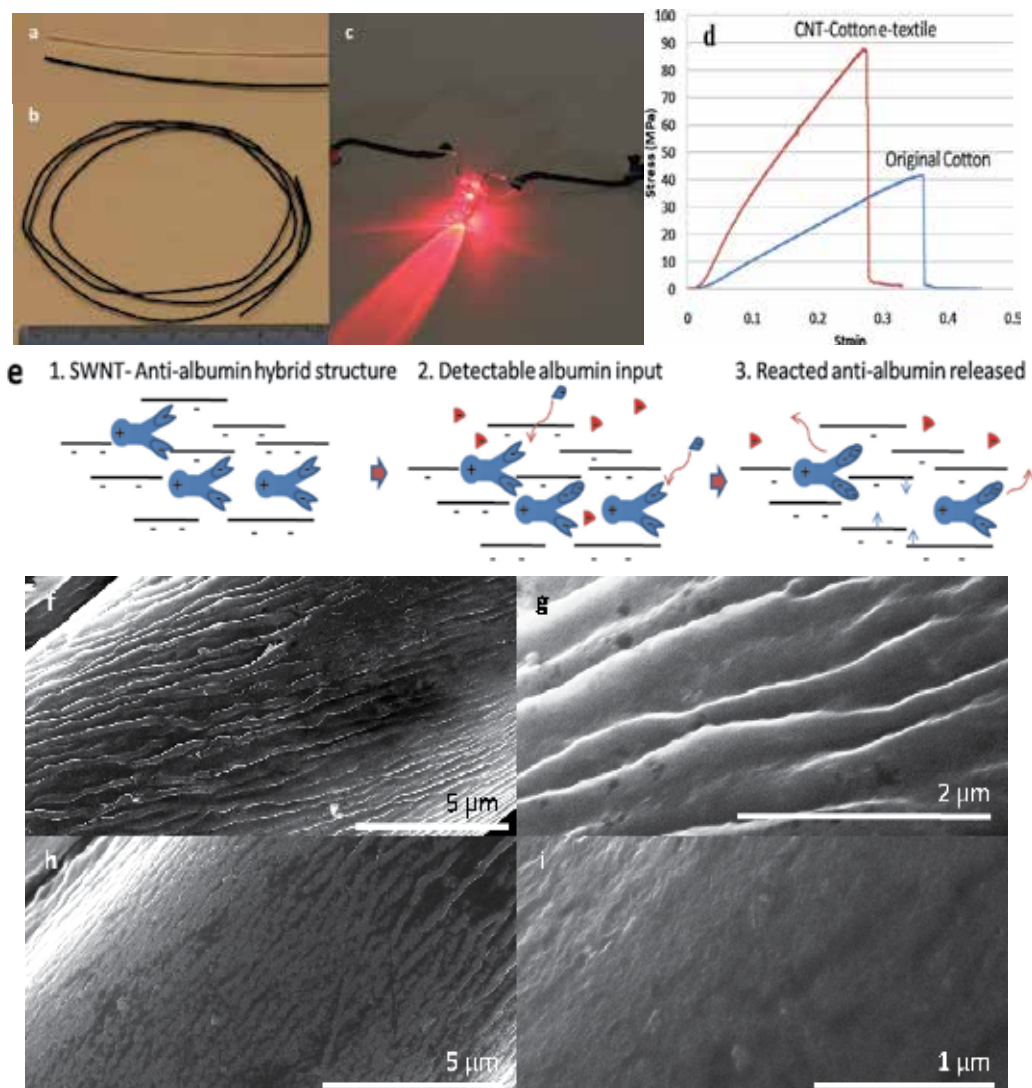 a
b
c
d
CNT-Cotton e-textile
Original Cotton
Stress (MPa)
100
90
80
70
60
50
40
30
20
10
0
0 0.1 0.2 0.3 0.4 0.5
Strain
e 1. SWNT- Anti-albumin hybrid structure 2. Detectable albumin input 3. Reacted anti-albumin released
f
5 μm
g
2 μm
h
5 μm
i
1 μm